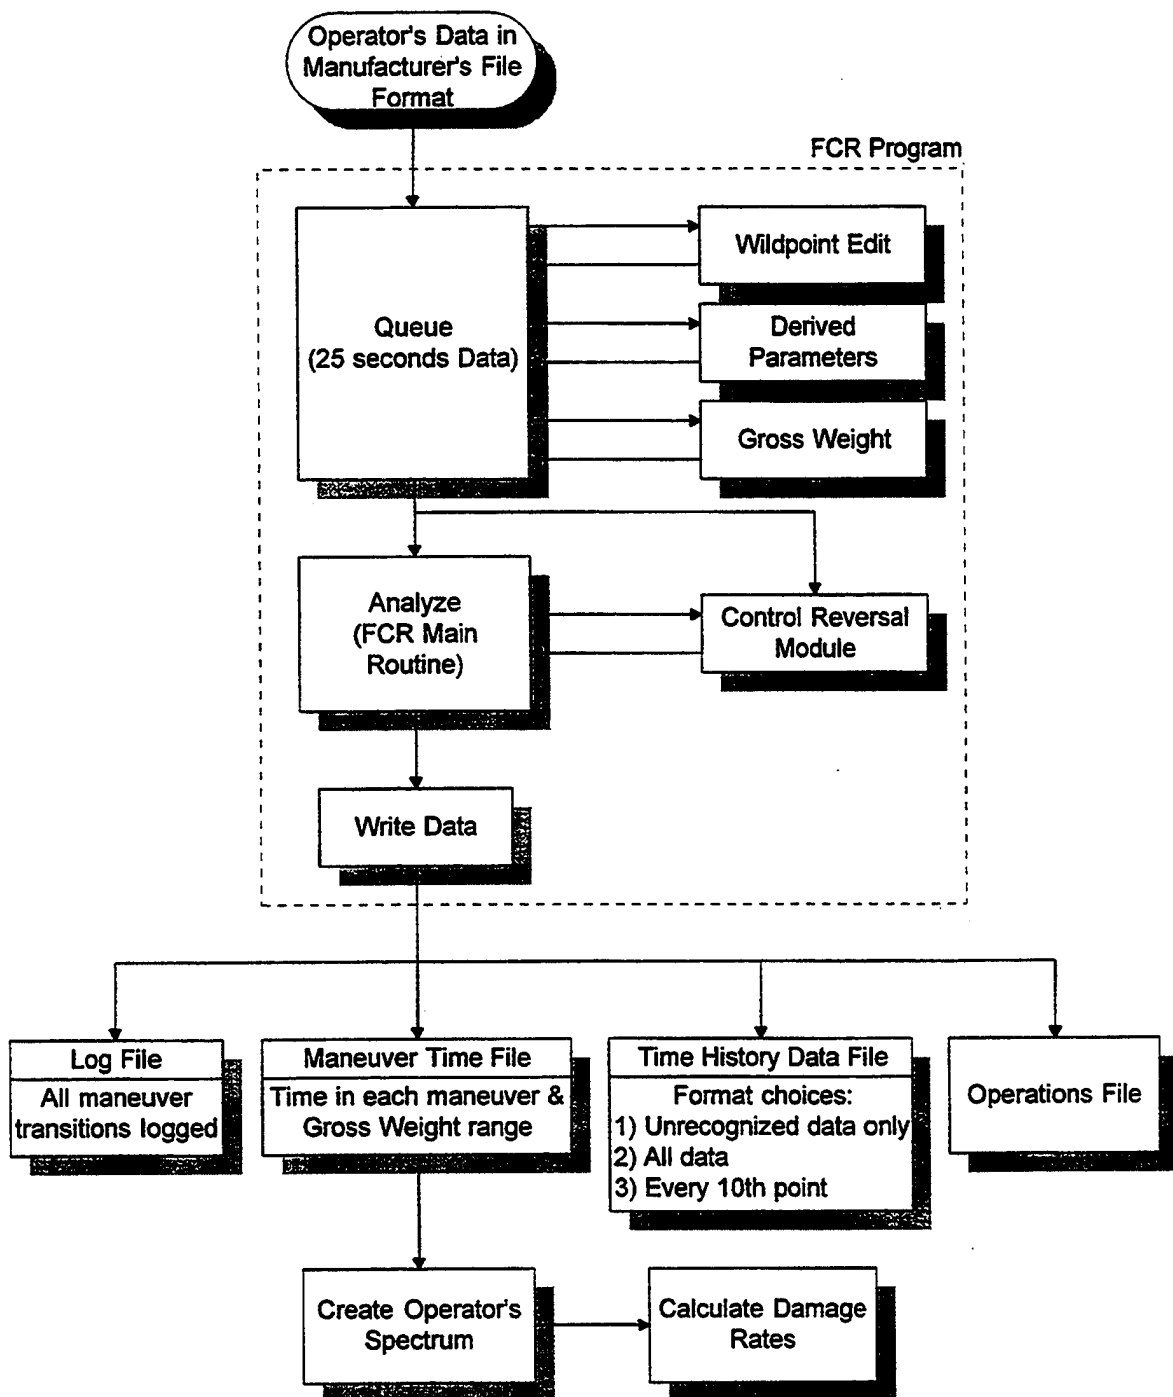 Operator's Data in
Manufacturer's File
Format
FCR Program
Queue
(25 seconds Data)
Wildpoint Edit
Derived
Parameters
Gross Weight
Analyze
(FCR Main
Routine)
Control Reversal
Module
Write Data
Log File
All maneuver
transitions logged
Maneuver Time File
Time in each maneuver &
Gross Weight range
Time History Data File
Format choices:
1) Unrecognized data only
2) All data
3) Every 10th point
Operations File
Create Operator's
Spectrum
Calculate Damage
Rates